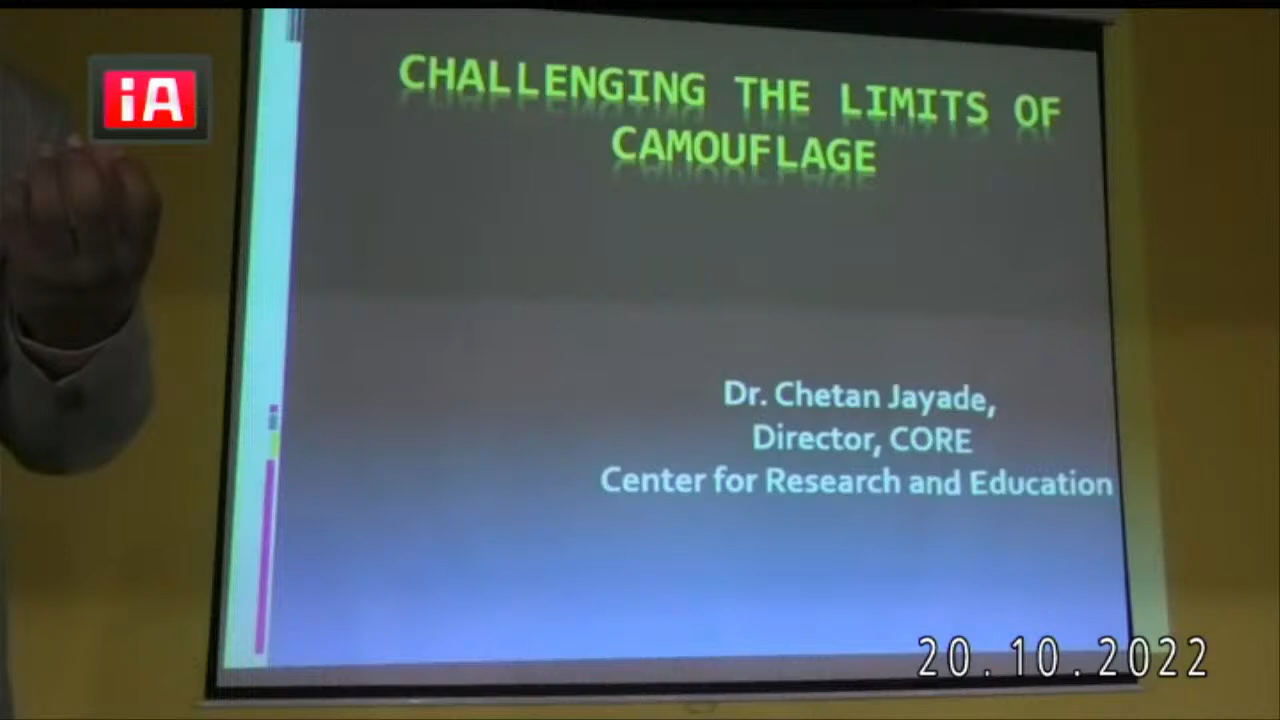 iA
CHALLENGING THE LIMITS OF
CAMOUFLAGE
Dr. Chetan Jayade,
Director, CORE
Center for Research and Education
20.10.2022